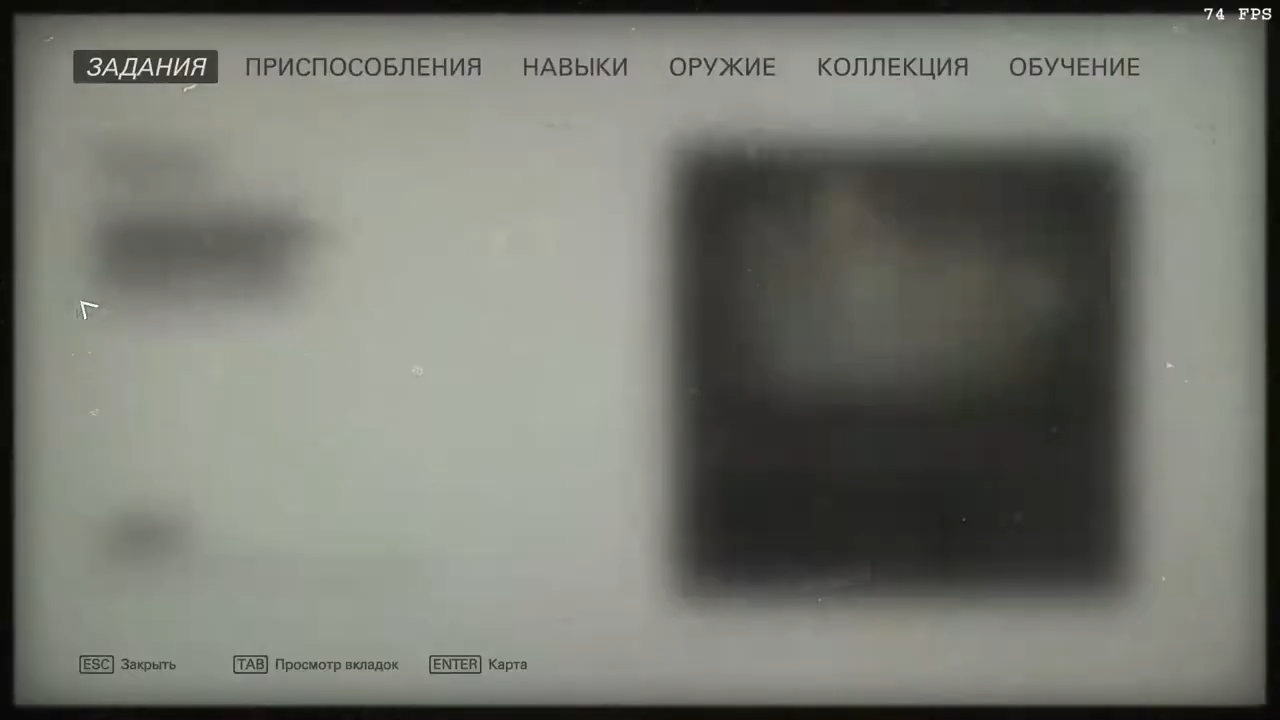 74 FPS
ЗАДАНИЯ ПРИСПОСОБЛЕНИЯ НАВЫКИ ОРУЖИЕ КОЛЛЕКЦИЯ ОБУЧЕНИЕ
ESC Закрыть TAB Просмотр вкладок ENTER Карта